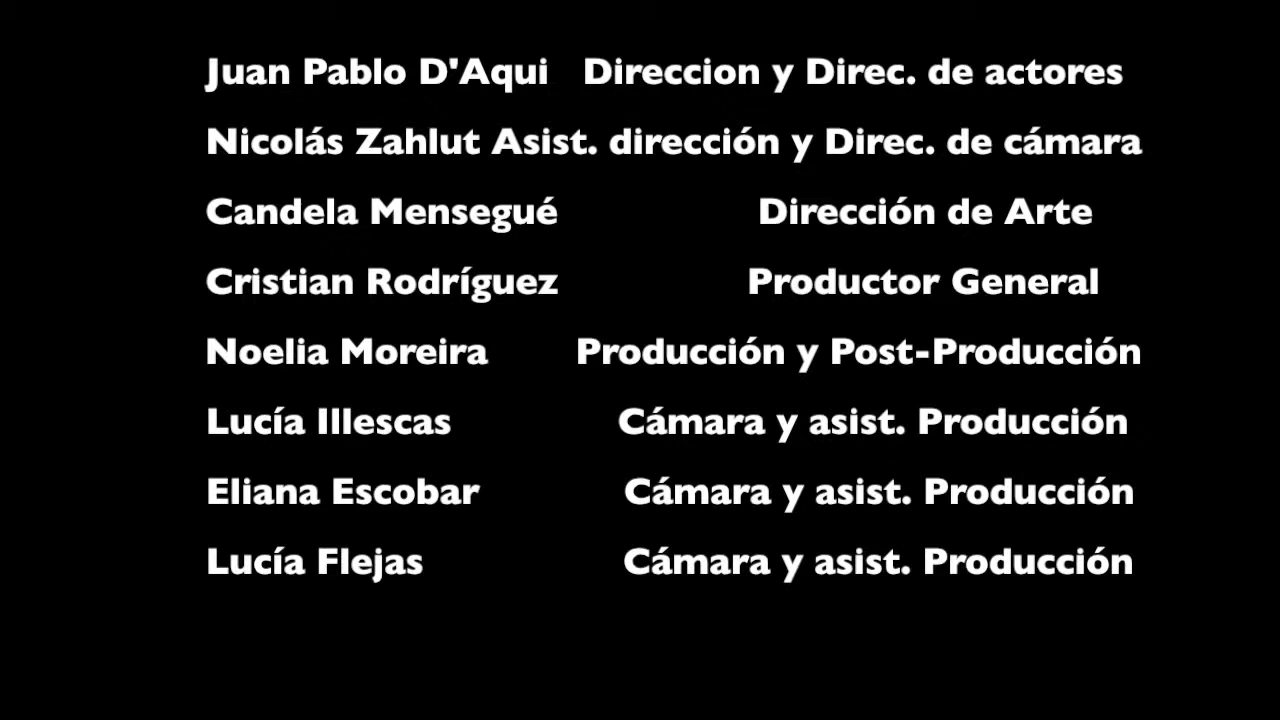 Juan Pablo D'Aqui Direccion y Direc. de actores
Nicolás Zahlut Asist. dirección y Direc. de cámara
Candela Mensegué Dirección de Arte
Cristian Rodríguez Productor General
Noelia Moreira Producción y Post-Producción
Lucía Illescas Cámara y asist. Producción
Eliana Escobar Cámara y asist. Producción
Lucía Flejas Cámara y asist. Producción